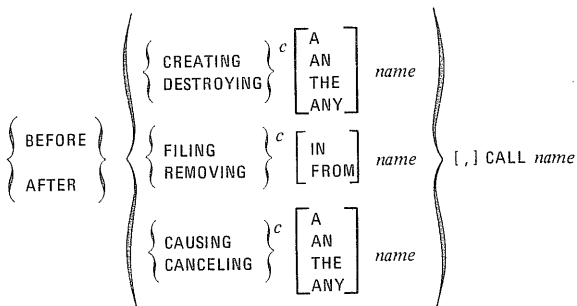 BEFORE
AFTER
CREATING
DESTROYING
c
A
AN
THE
ANY
name
FILING
REMOVING
c
IN
FROM
name
CAUSING
CANCELING
c
A
AN
THE
ANY
name
[,] CALL name